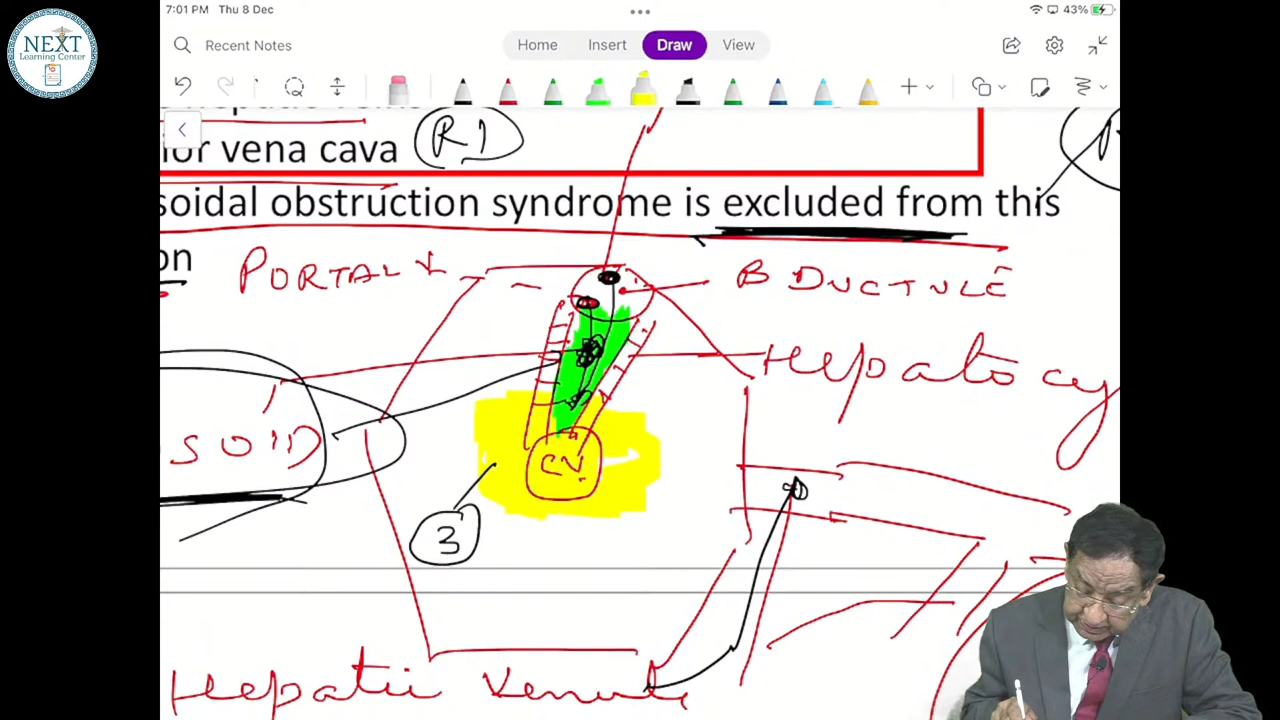 7:01 PM Thu 8 Dec
43%
NEXT
Learning Center
Recent Notes
Home Insert Draw View
vena cava R1
soidal obstruction syndrome is excluded from this
on
PORTAL V
B DUCTULE
Hepatocy
SOID
CV
3
Hepatic Venule